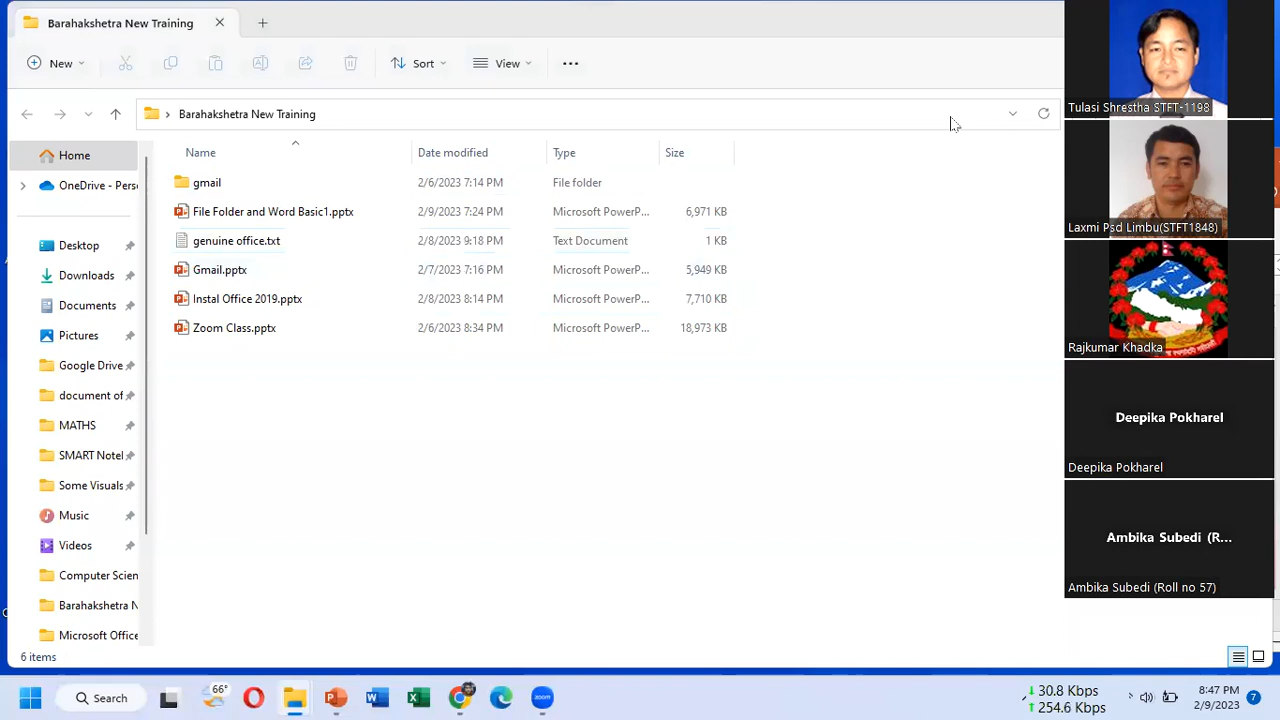 Barahakshetra New Training
New
Sort
View
Barahakshetra New Training
Name Date modified Type Size
gmail 2/6/2023 7:14 PM File folder
File Folder and Word Basic1.pptx 2/9/2023 7:24 PM Microsoft PowerP... 6,971 KB
genuine office.txt 2/8/2023 9:18 PM Text Document 1 KB
Gmail.pptx 2/7/2023 7:16 PM Microsoft PowerP... 5,949 KB
Instal Office 2019.pptx 2/8/2023 8:14 PM Microsoft PowerP... 7,710 KB
Zoom Class.pptx 2/6/2023 8:34 PM Microsoft PowerP... 18,973 KB
Home
OneDrive - Perso
Desktop
Downloads
Documents
Pictures
Google Drive
document of
MATHS
SMART Notel
Some Visuals
Music
Videos
Computer Scien
Barahakshetra N
Microsoft Office
6 items
Tulasi Shrestha STFT-1198
Laxmi Psd Limbu(STFT1848)
Rajkumar Khadka
Deepika Pokharel
Deepika Pokharel
Ambika Subedi (R...
Ambika Subedi (Roll no 57)
Search
66°
zoom
30.8 Kbps
254.6 Kbps
8:47 PM
2/9/2023
7